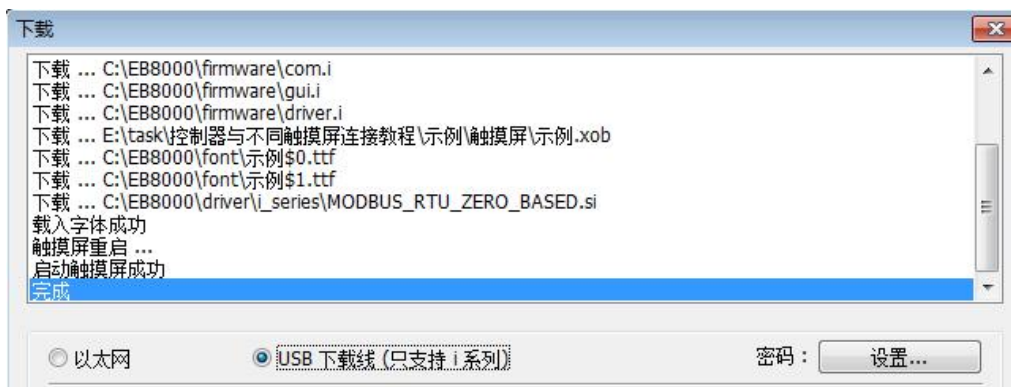 下载
下载 ... C:\EB8000\firmware\com.i
下载 ... C:\EB8000\firmware\gui.i
下载 ... C:\EB8000\firmware\driver.i
下载 ... E:\task\控制器与不同触摸屏连接教程\示例\触摸屏\示例.xob
下载 ... C:\EB8000\font\示例$0.ttf
下载 ... C:\EB8000\font\示例$1.ttf
下载 ... C:\EB8000\driver\i_series\MODBUS_RTU_ZERO_BASED.si
载入字体成功
触摸屏重启 ...
启动触摸屏成功
完成
以太网 USB 下载线 (只支持 i 系列) 密码： 设置...